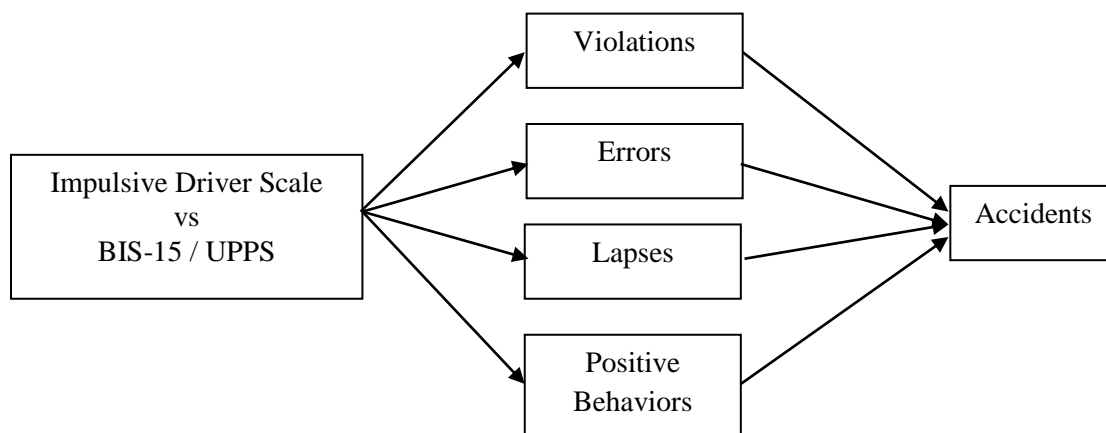 Violations
Errors
Impulsive Driver Scale
vs
BIS-15 / UPPS
Accidents
Lapses
Positive
Behaviors